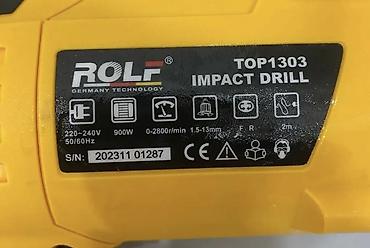 ROLF
GERMANY TECHNOLOGY
TOP1303
IMPACT DRILL
220-240V 900W 0-2800r/min 1.5-13mm F R 2m
50/60Hz
S/N: 202311 01287 CE